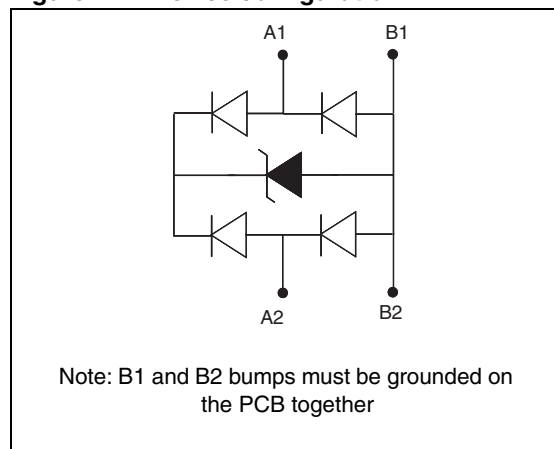 A1 B1
A2 B2
Note: B1 and B2 bumps must be grounded on
the PCB together